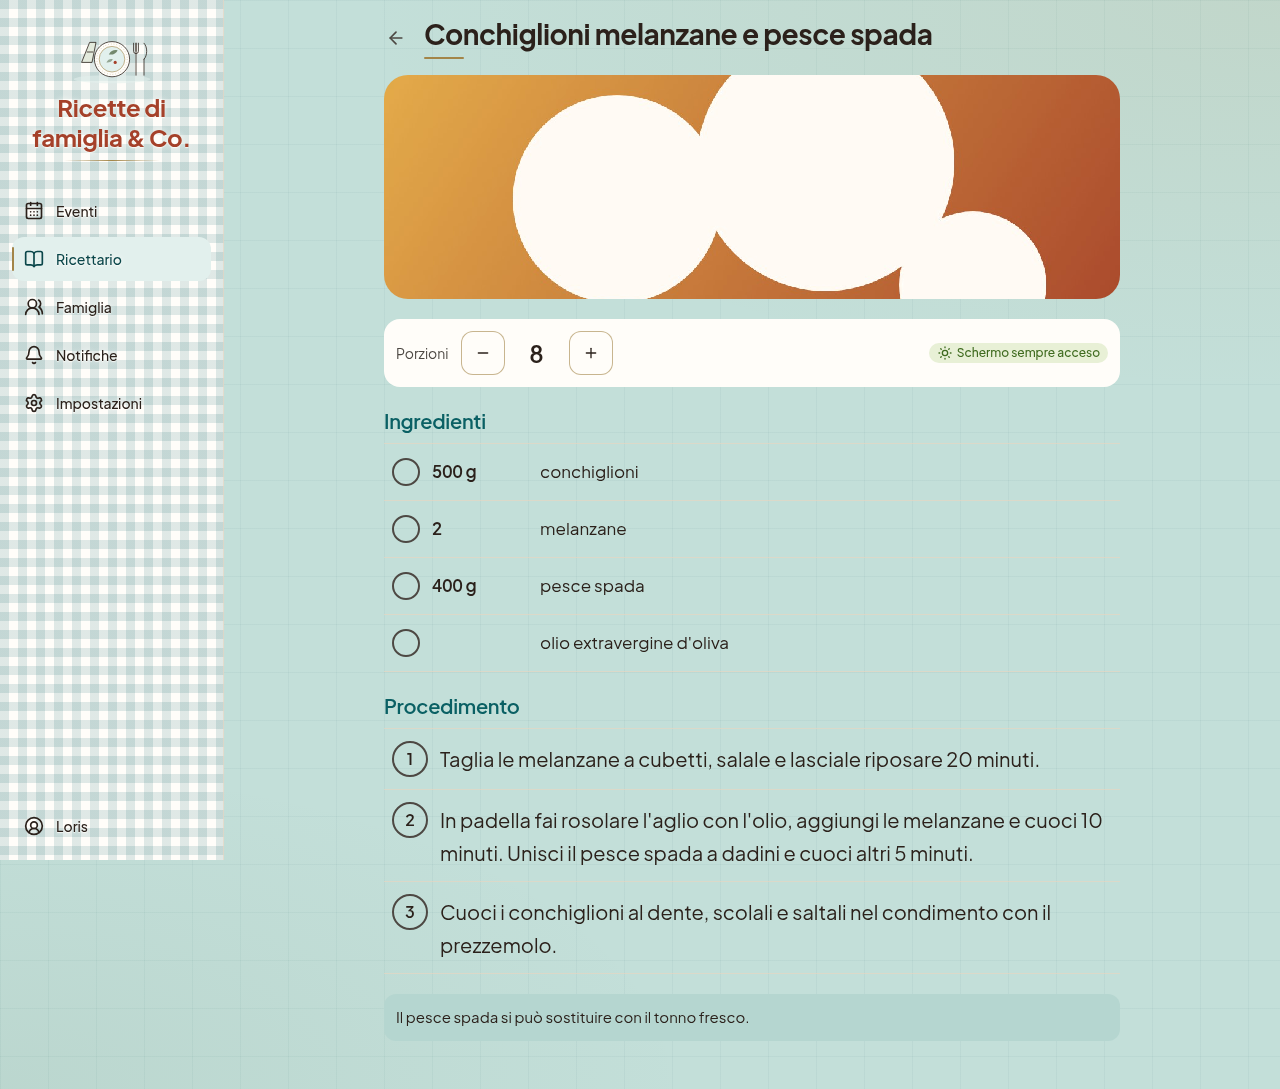 Ricette di
famiglia & Co.
Eventi
Ricettario
Famiglia
Notifiche
Impostazioni
Loris
Conchiglioni melanzane e pesce spada
Porzioni
8
Schermo sempre acceso
Ingredienti
500 g conchiglioni
2 melanzane
400 g pesce spada
olio extravergine d'oliva
Procedimento
1 Taglia le melanzane a cubetti, salale e lasciale riposare 20 minuti.
2 In padella fai rosolare l'aglio con l'olio, aggiungi le melanzane e cuoci 10
minuti. Unisci il pesce spada a dadini e cuoci altri 5 minuti.
3 Cuoci i conchiglioni al dente, scolali e saltali nel condimento con il
prezzemolo.
Il pesce spada si può sostituire con il tonno fresco.